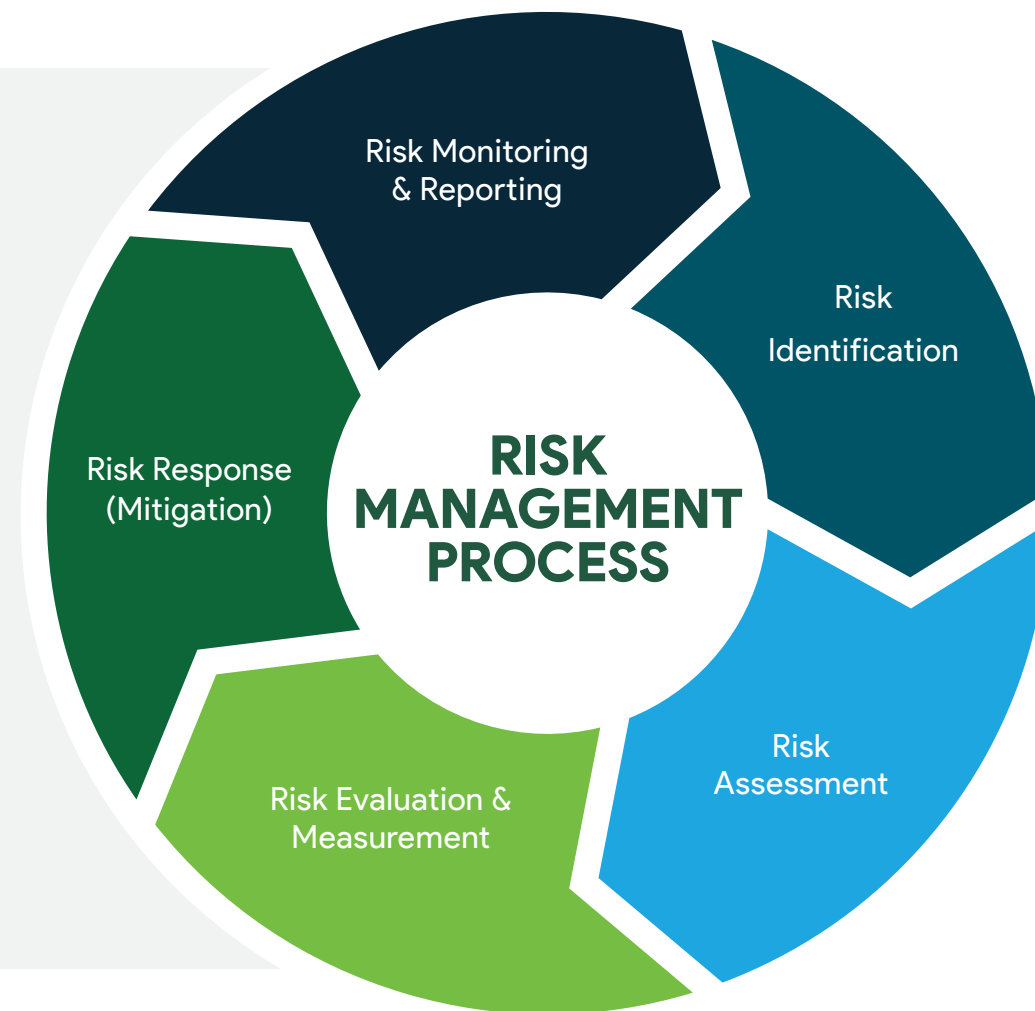 Risk Monitoring
& Reporting
Risk
Identification
Risk
Assessment
Risk Evaluation &
Measurement
Risk Response
(Mitigation)
RISK
MANAGEMENT
PROCESS